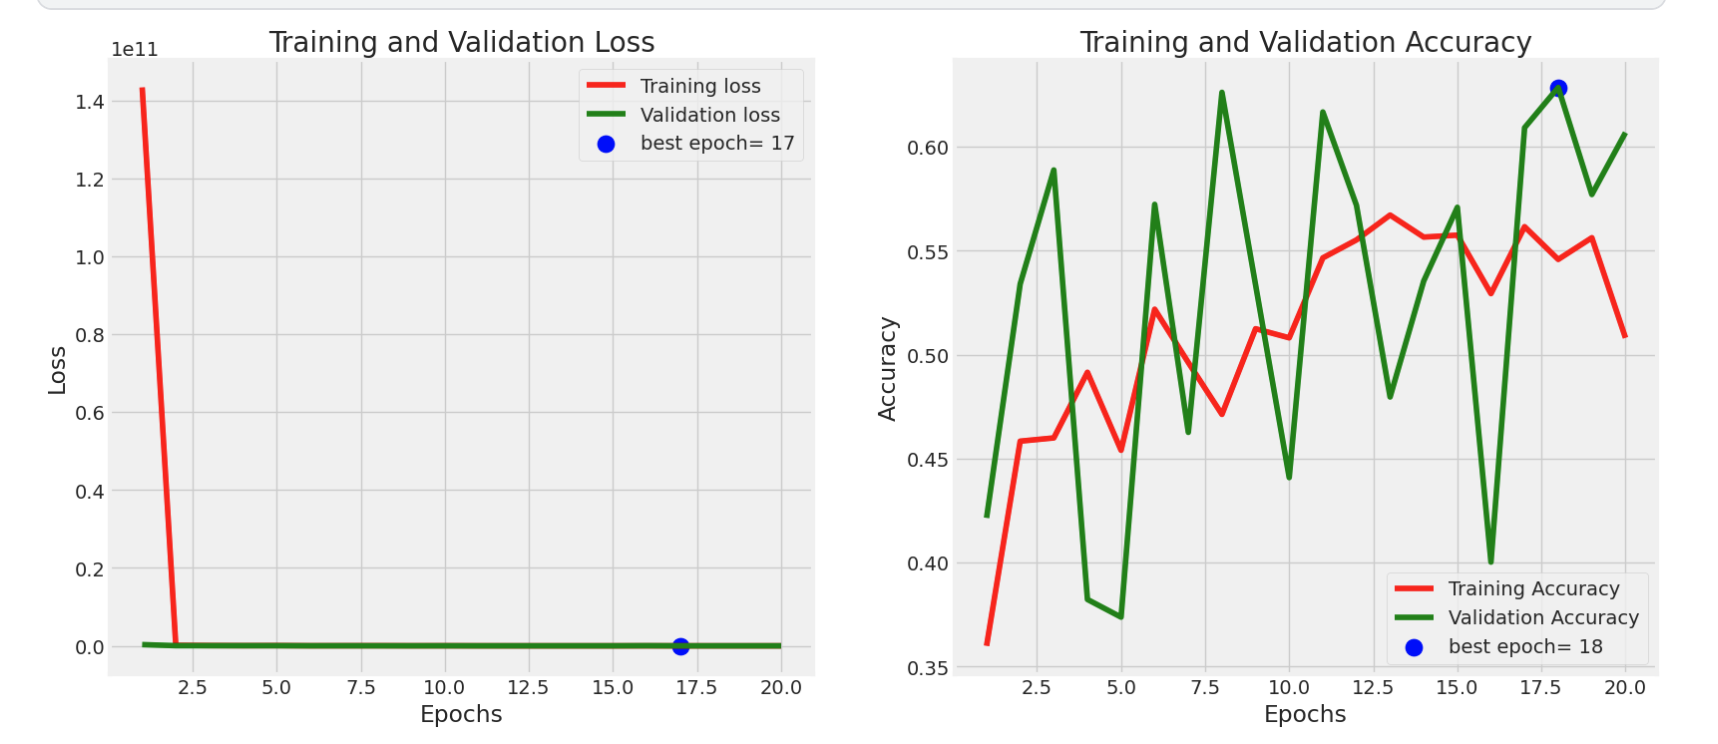 Training and Validation Loss
1e11
Training loss
Validation loss
best epoch= 17
1.4
1.2
1.0
0.8
0.6
0.4
0.2
0.0
Loss
2.5 5.0 7.5 10.0 12.5 15.0 17.5 20.0
Epochs
Training and Validation Accuracy
0.60
0.55
0.50
0.45
0.40
0.35
Accuracy
Training Accuracy
Validation Accuracy
best epoch= 18
2.5 5.0 7.5 10.0 12.5 15.0 17.5 20.0
Epochs